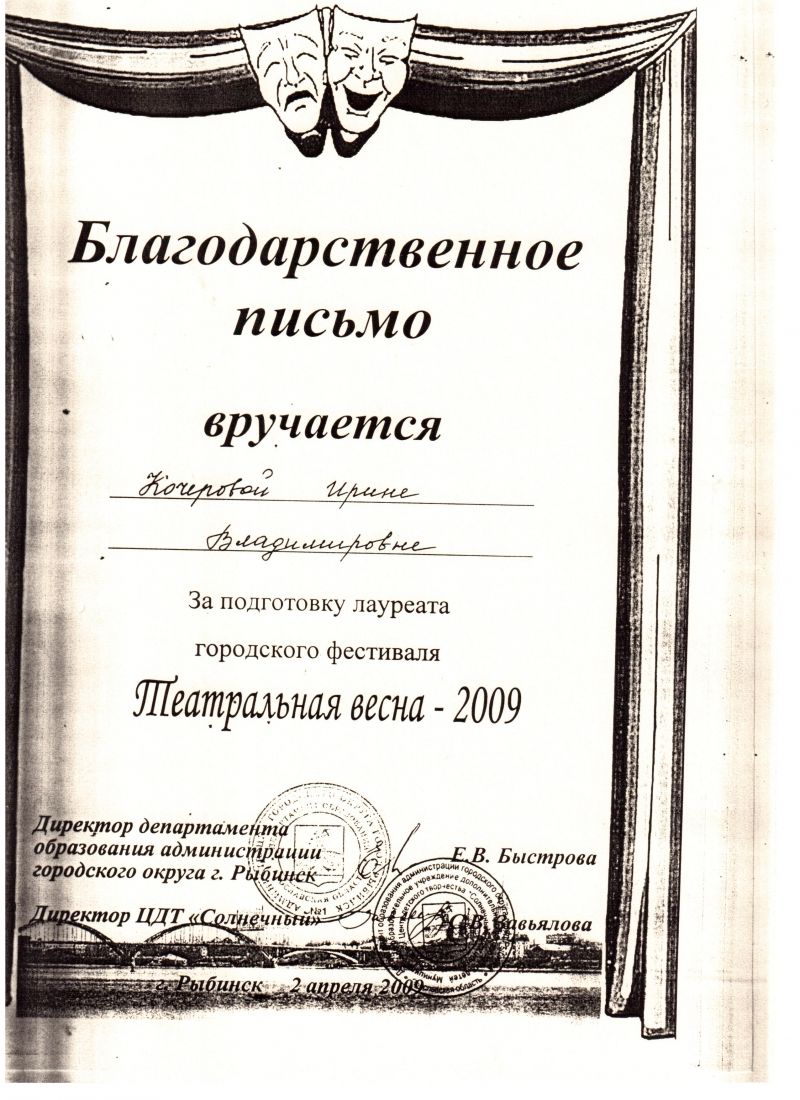 Благодарственное
письмо
вручается
Кочеровой Ирине
Владимировне
За подготовку лауреата
городского фестиваля
Театральная весна - 2009
Директор департамента
образования администрации
городского округа г. Рыбинск
Е.В. Быстрова
Директор ЦДТ «Солнечный»
Завьялова
г. Рыбинск 2 апреля 2009